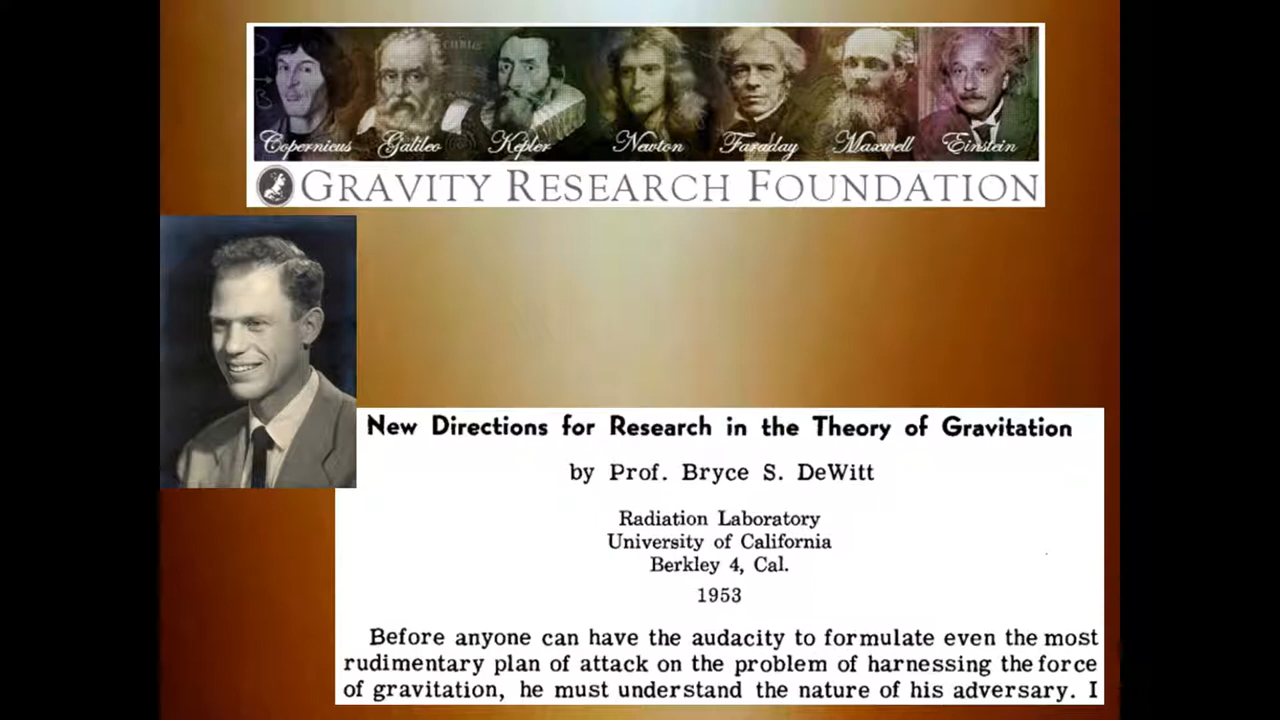 Copernicus Galileo Kepler Newton Faraday Maxwell Einstein
GRAVITY RESEARCH FOUNDATION
New Directions for Research in the Theory of Gravitation
by Prof. Bryce S. DeWitt
Radiation Laboratory
University of California
Berkley 4, Cal.
1953
Before anyone can have the audacity to formulate even the most
rudimentary plan of attack on the problem of harnessing the force
of gravitation, he must understand the nature of his adversary. I